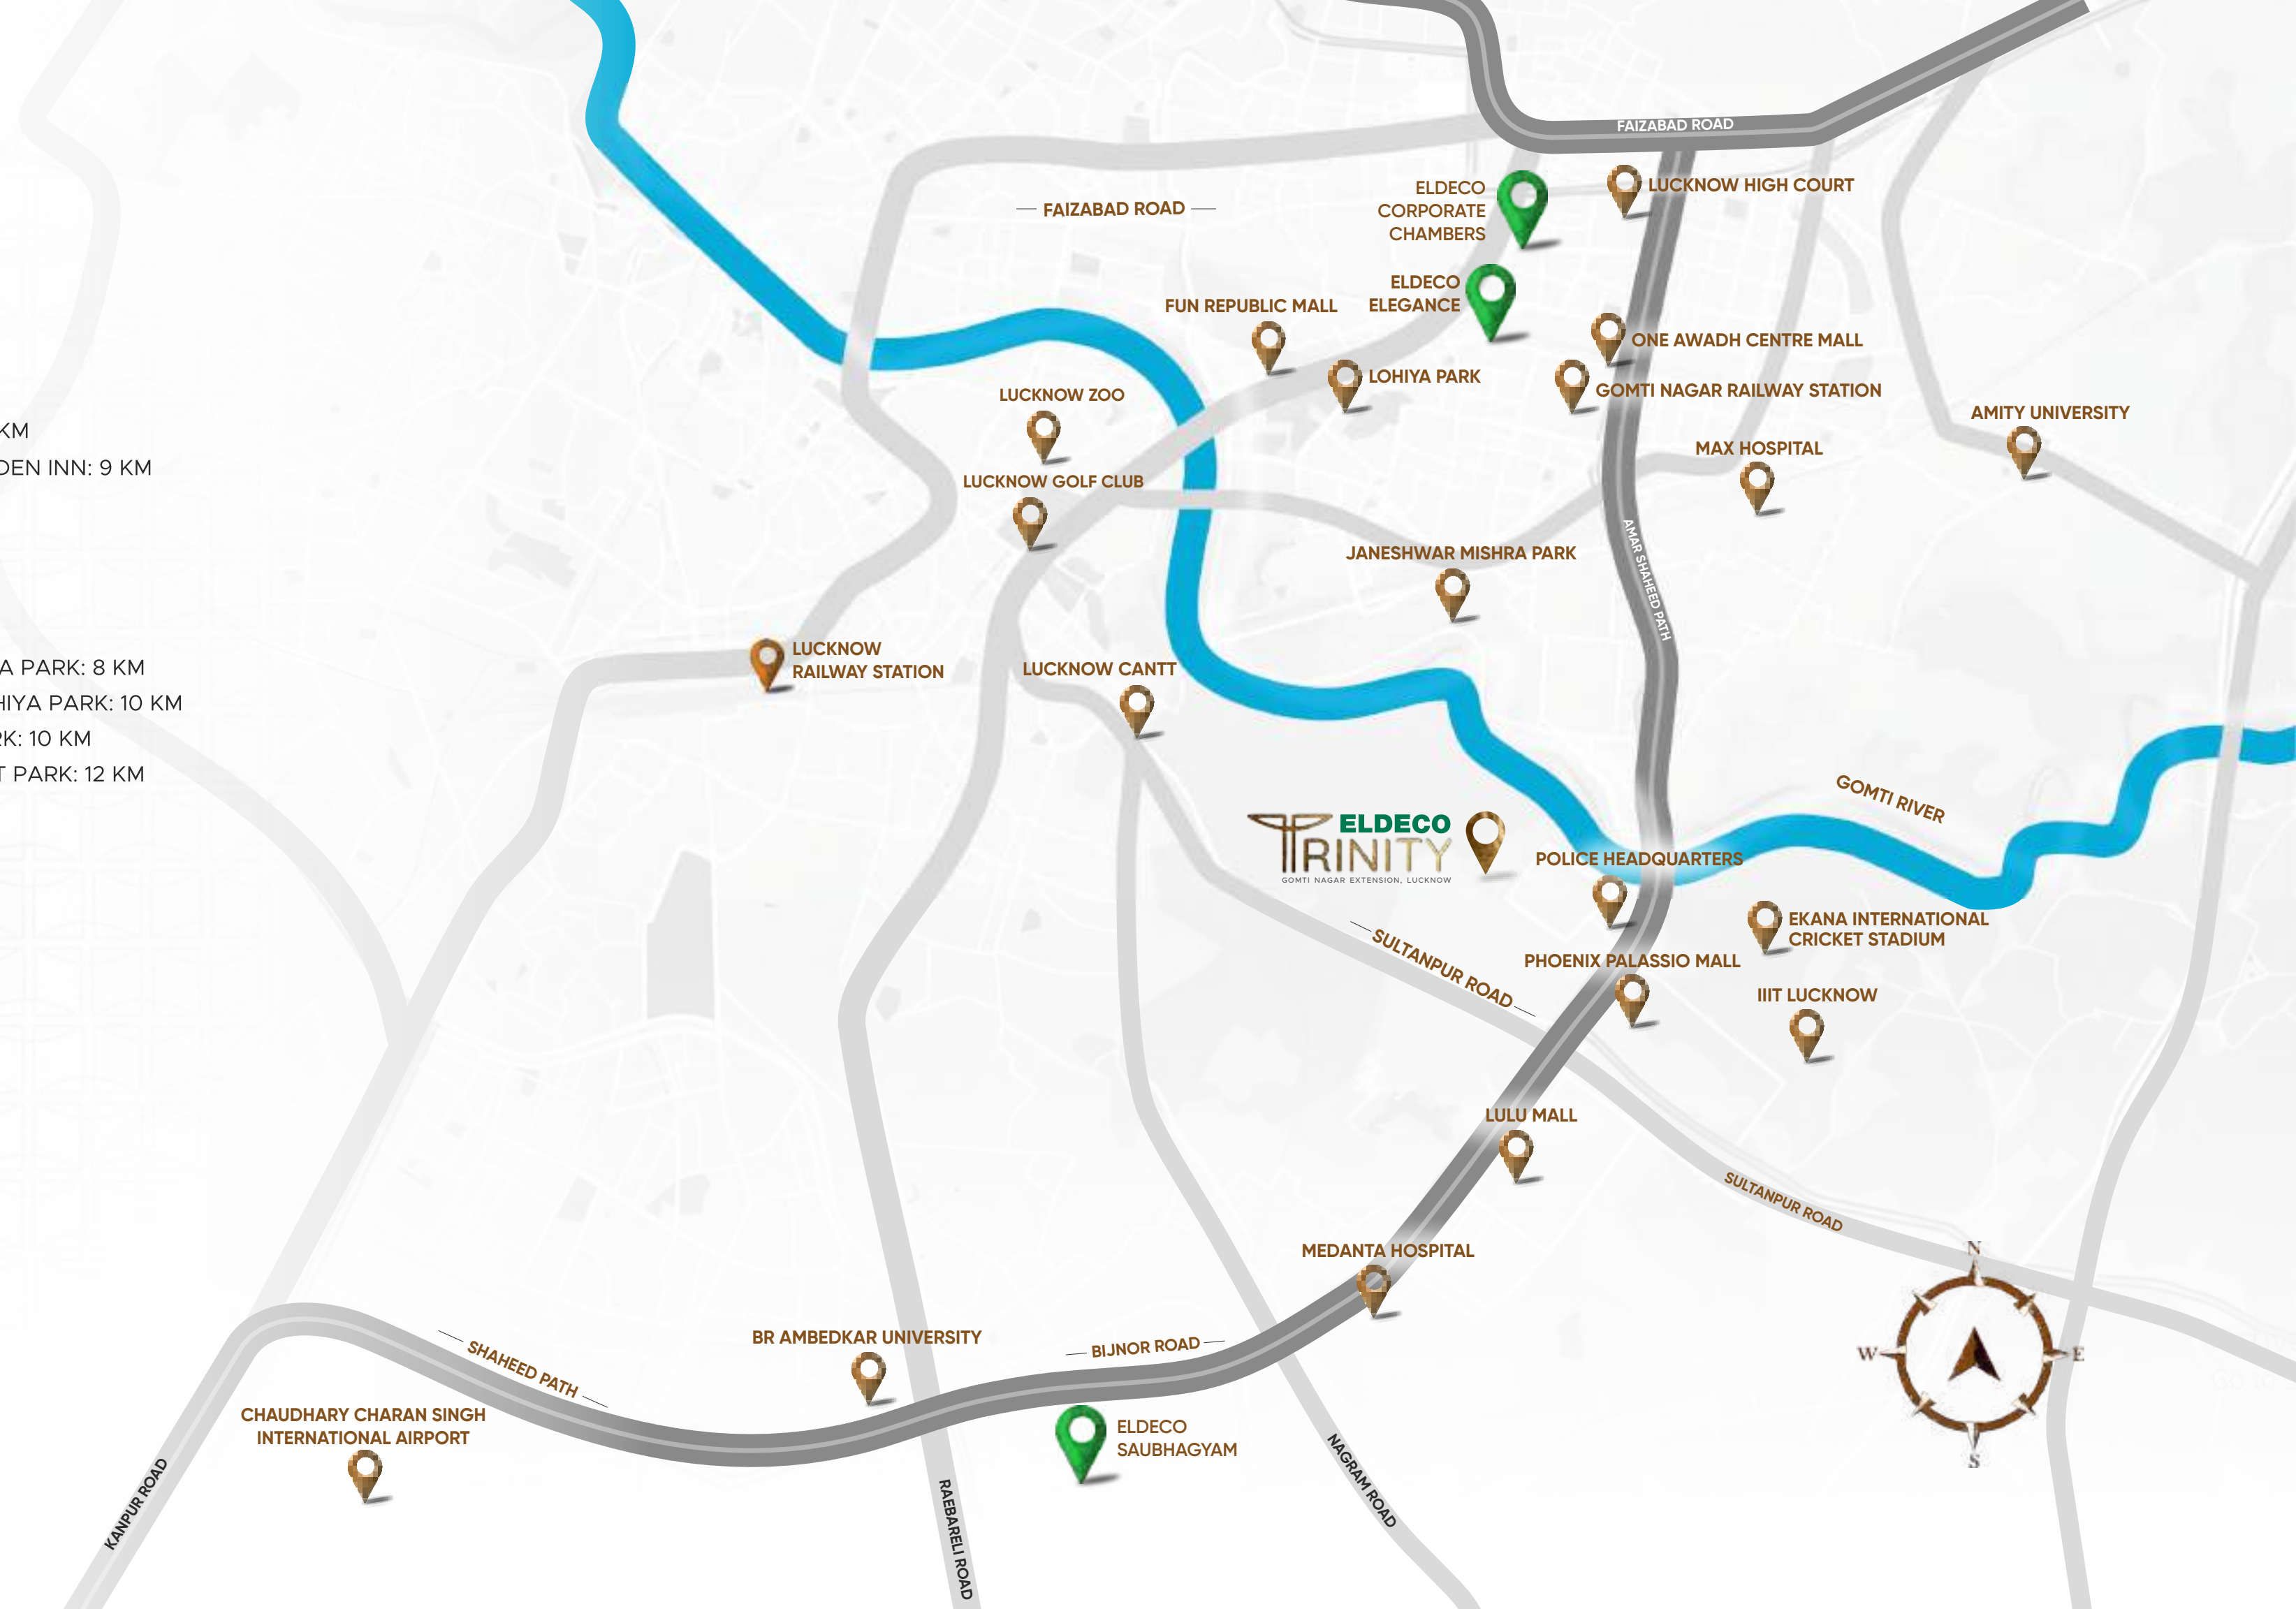 FAIZABAD ROAD
LUCKNOW HIGH COURT
ELDECO
CORPORATE
CHAMBERS
FAIZABAD ROAD
ELDECO
ELEGANCE
FUN REPUBLIC MALL
ONE AWADH CENTRE MALL
LOHIYA PARK
GOMTI NAGAR RAILWAY STATION
LUCKNOW ZOO
AMITY UNIVERSITY
KM
DEN INN: 9 KM
MAX HOSPITAL
LUCKNOW GOLF CLUB
AMAR SHAHEED PATH
JANESHWAR MISHRA PARK
LUCKNOW
RAILWAY STATION
LUCKNOW CANTT
A PARK: 8 KM
HIYA PARK: 10 KM
RK: 10 KM
T PARK: 12 KM
GOMTI RIVER
ELDECO
TRINITY
GOMTI NAGAR EXTENSION, LUCKNOW
POLICE HEADQUARTERS
EKANA INTERNATIONAL
CRICKET STADIUM
SULTANPUR ROAD
PHOENIX PALASSIO MALL
IIIT LUCKNOW
LULU MALL
SULTANPUR ROAD
MEDANTA HOSPITAL
N
W
E
S
BR AMBEDKAR UNIVERSITY
BIJNOR ROAD
SHAHEED PATH
CHAUDHARY CHARAN SINGH
INTERNATIONAL AIRPORT
ELDECO
SAUBHAGYAM
KANPUR ROAD
RAEBARELI ROAD
NAGRAM ROAD